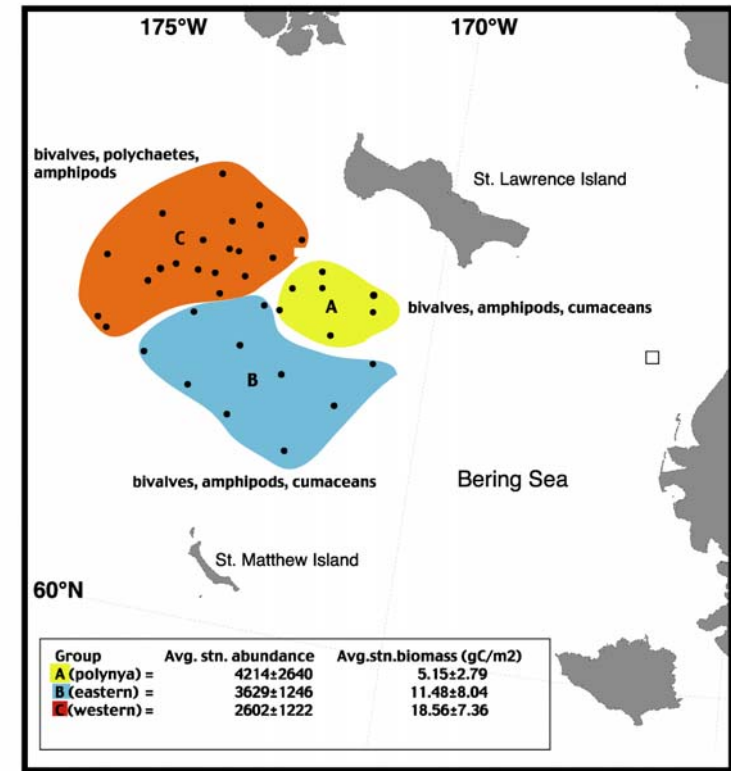 175°W 170°W
bivalves, polychaetes,
amphipods
St. Lawrence Island
C
A
bivalves, amphipods, cumaceans
B
bivalves, amphipods, cumaceans
Bering Sea
St. Matthew Island
60°N
Group Avg. stn. abundance Avg.stn.biomass (gC/m2)
A (polynya) = 4214±2640 5.15±2.79
B (eastern) = 3629±1246 11.48±8.04
C (western) = 2602±1222 18.56±7.36